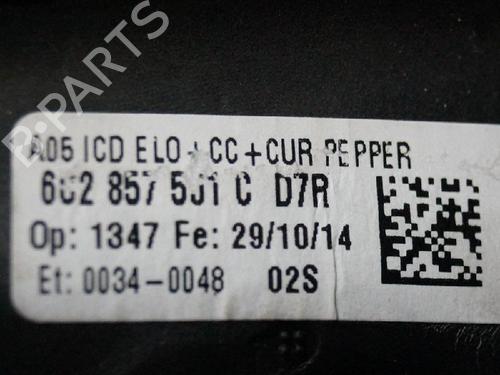 B-PARTS
A05 ICD ELO+CC+CUR PEPPER
6C2 857 501 C D7R
Op: 1347 Fe: 29/10/14
Et: 0034-0048 02S